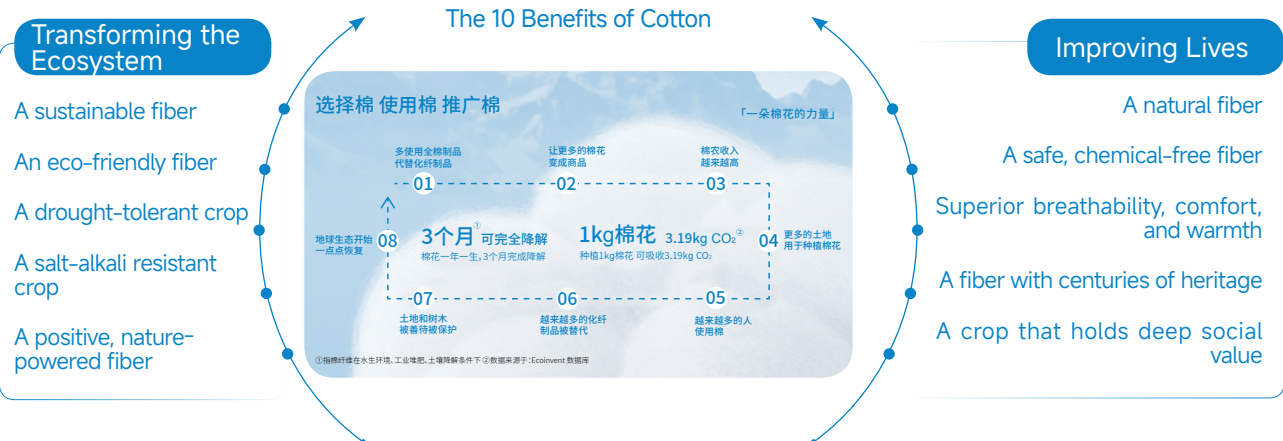 The 10 Benefits of Cotton
Transforming the
Ecosystem
A sustainable fiber
An eco-friendly fiber
A drought-tolerant crop
A salt-alkali resistant
crop
A positive, nature-
powered fiber
选择棉 使用棉 推广棉
「一朵棉花的力量」
多使用全棉制品
代替化纤制品
01
让更多的棉花
变成商品
02
棉农收入
越来越高
03
04
更多的土地
用于种植棉花
05
越来越多的人
使用棉
06
越来越多的化纤
制品被替代
07
土地和树木
被善待被保护
地球生态开始
一点点恢复
08
3个月① 可完全降解
棉花一年一生,3个月完成降解
1kg棉花 3.19kg CO₂②
种植1kg棉花 可吸收3.19kg CO₂
①指棉纤维在水生环境、工业堆肥、土壤降解条件下 ②数据来源于:Ecoinvent 数据库
Improving Lives
A natural fiber
A safe, chemical-free fiber
Superior breathability, comfort,
and warmth
A fiber with centuries of heritage
A crop that holds deep social
value